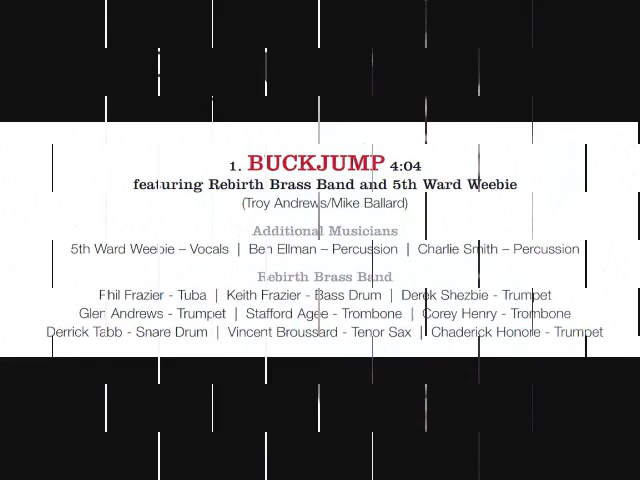 1. BUCKJUMP 4:04
featuring Rebirth Brass Band and 5th Ward Weebie
(Troy Andrews/Mike Ballard)
Additional Musicians
5th Ward Weebie – Vocals | Ben Ellman – Percussion | Charlie Smith – Percussion
Rebirth Brass Band
Phil Frazier - Tuba | Keith Frazier - Bass Drum | Derek Shezbie - Trumpet
Glen Andrews - Trumpet | Stafford Agee - Trombone | Corey Henry - Trombone
Derrick Tabb - Snare Drum | Vincent Broussard - Tenor Sax | Chaderick Honore - Trumpet